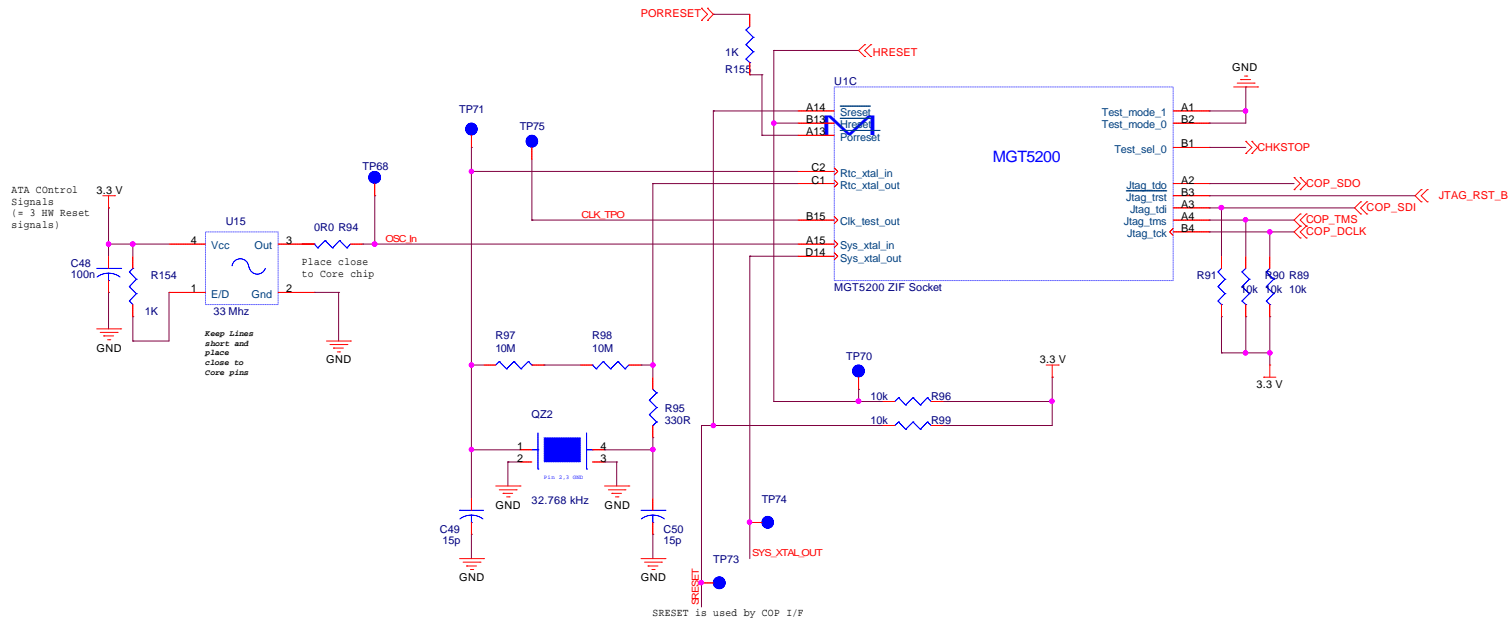 PORRESET
1K
R155
HRESET
U1C
GND
TP71
TP75
TP68
A14
B13
A13
Sreset
Hreset
Porreset
Test_mode_1
Test_mode_0
A1
B2
MGT5200
Test_sel_0
B1
CHKSTOP
C2
C1
Rtc_xtal_in
Rtc_xtal_out
Jtag_tdo
Jtag_trst
Jtag_tdi
Jtag_tms
Jtag_tck
A2
B3
A3
A4
B4
COP_SDO
JTAG_RST_B
COP_SDI
COP_TMS
COP_DCLK
ATA COntrol
Signals
(= 3 HW Reset
signals)
3.3 V
U15
0R0 R94
CLK_TPO
B15
Clk_test_out
OSC_In
A15
D14
Sys_xtal_in
Sys_xtal_out
4
Vcc
Out
3
Place close
to Core chip
C48
100n
R154
1K
1
E/D
Gnd
2
33 Mhz
GND
GND
Keep Lines
short and
place
close to
Core pins
MGT5200 ZIF Socket
R91
10k
R90
10k
R89
10k
3.3 V
R97
10M
R98
10M
TP70
3.3 V
10k
R96
10k
R99
R95
330R
QZ2
1
2
4
3
Pin 2,3 GND
GND
GND
32.768 kHz
C49
15p
C50
15p
GND
GND
TP74
SYS_XTAL_OUT
TP73
SRESET
SRESET is used by COP I/F